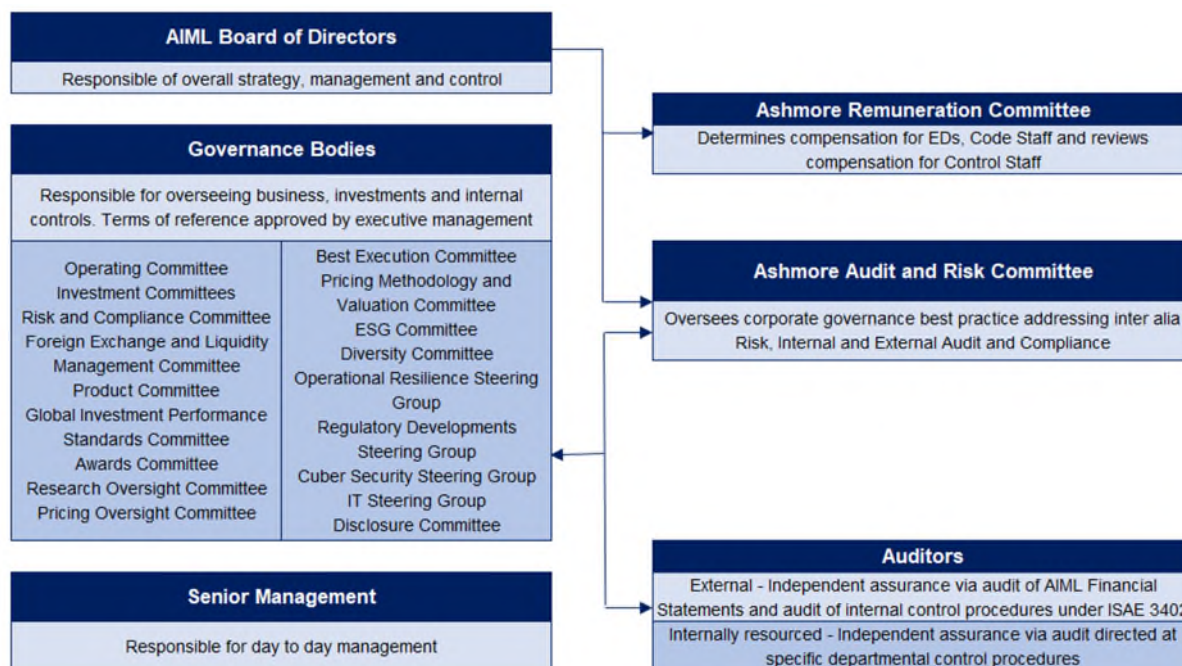 AIML Board of Directors
Responsible of overall strategy, management and control
Governance Bodies
Responsible for overseeing business, investments and internal
controls. Terms of reference approved by executive management
Operating Committee
Investment Committees
Risk and Compliance Committee
Foreign Exchange and Liquidity
Management Committee
Product Committee
Global Investment Performance
Standards Committee
Awards Committee
Research Oversight Committee
Pricing Oversight Committee
Best Execution Committee
Pricing Methodology and
Valuation Committee
ESG Committee
Diversity Committee
Operational Resilience Steering
Group
Regulatory Developments
Steering Group
Cuber Security Steering Group
IT Steering Group
Disclosure Committee
Senior Management
Responsible for day to day management
Ashmore Remuneration Committee
Determines compensation for EDs, Code Staff and reviews
compensation for Control Staff
Ashmore Audit and Risk Committee
Oversees corporate governance best practice addressing inter alia
Risk, Internal and External Audit and Compliance
Auditors
External - Independent assurance via audit of AIML Financial
Statements and audit of internal control procedures under ISAE 3402
Internally resourced - Independent assurance via audit directed at
specific departmental control procedures